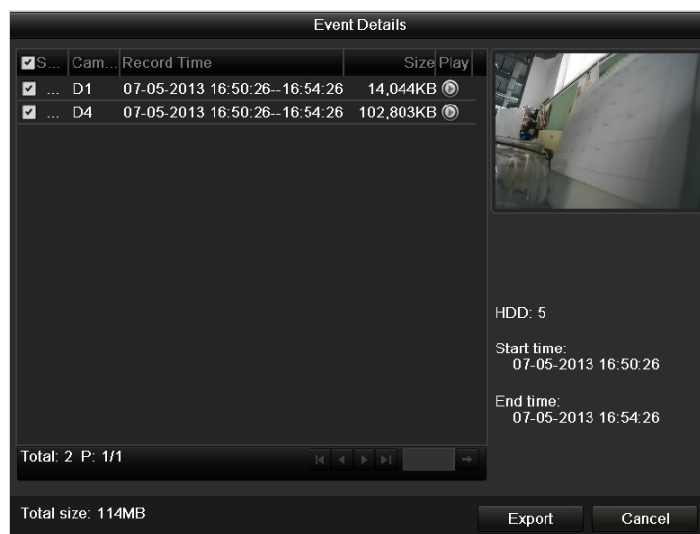 Event Details
S... Cam... Record Time Size Play
... D1 07-05-2013 16:50:26--16:54:26 14,044KB
... D4 07-05-2013 16:50:26--16:54:26 102,803KB
HDD: 5
Start time:
07-05-2013 16:50:26
End time:
07-05-2013 16:54:26
Total: 2 P: 1/1
Total size: 114MB
Export Cancel